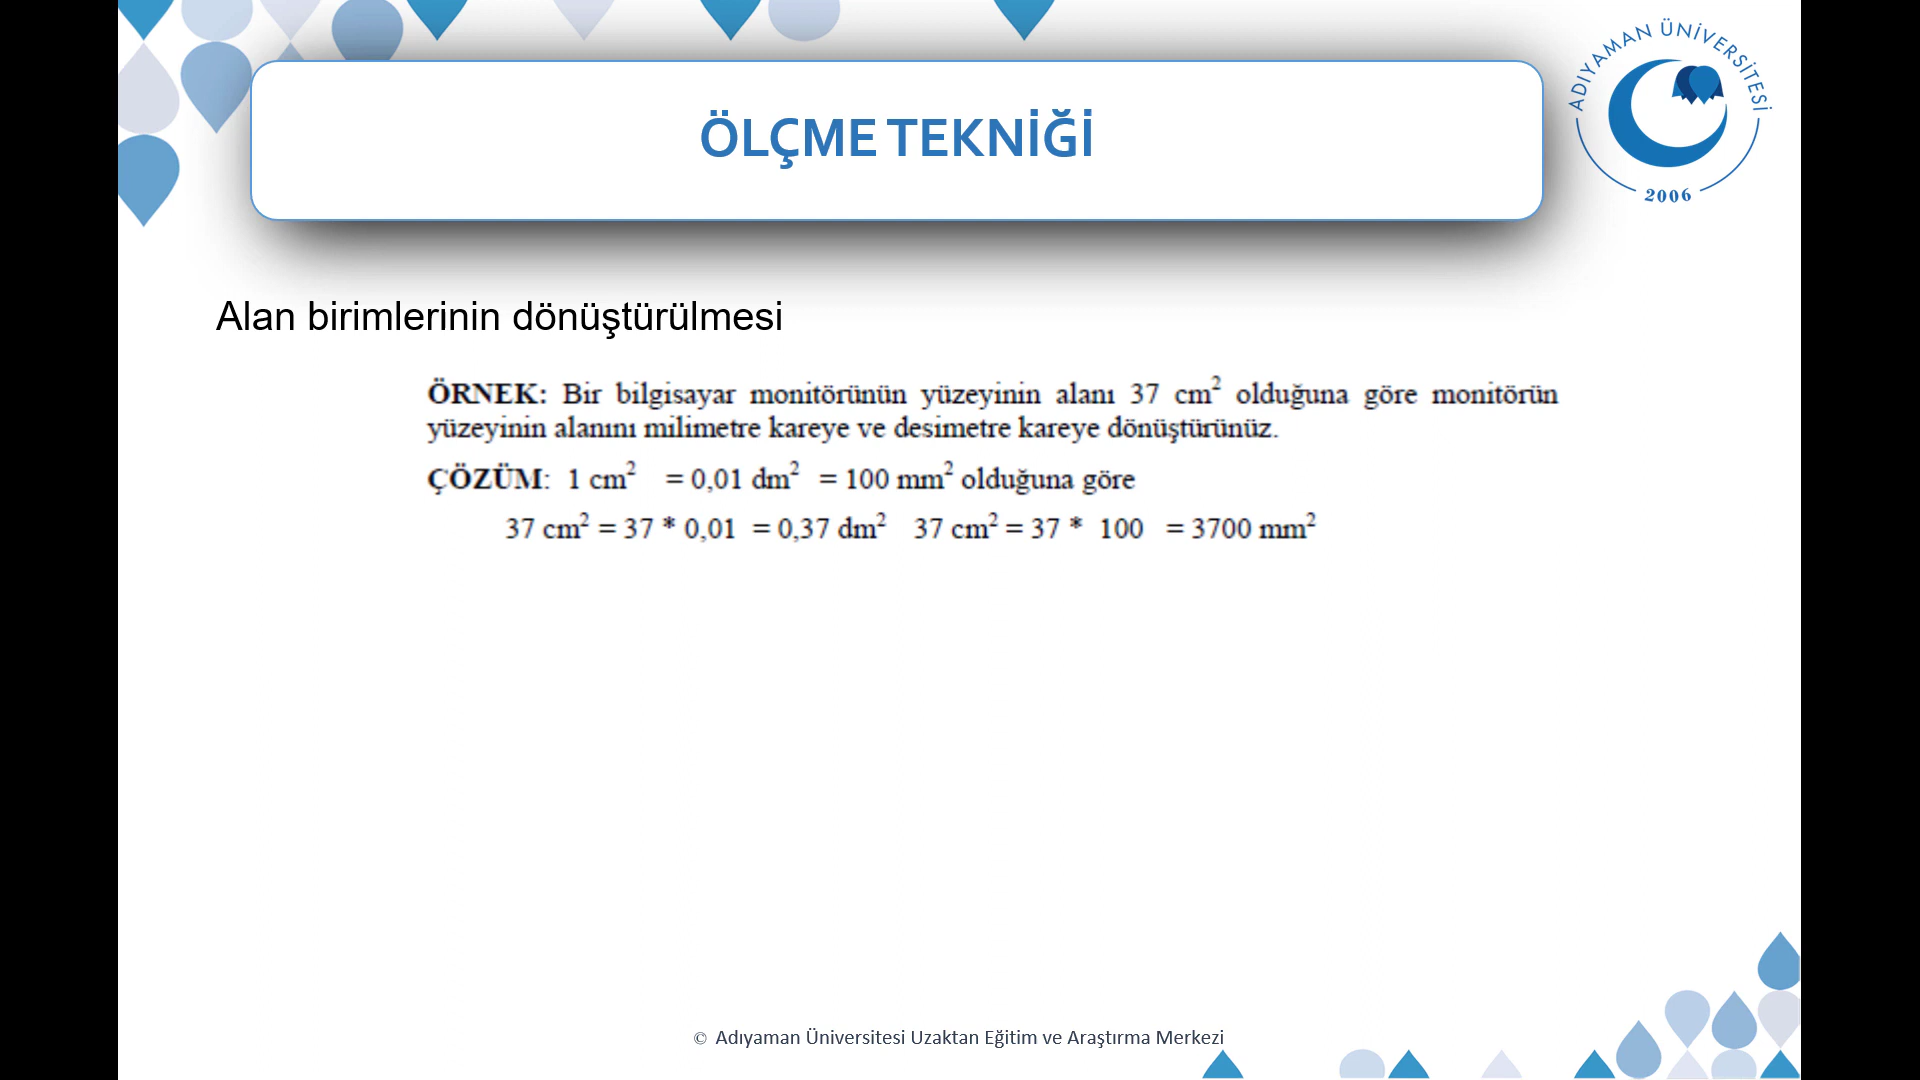 ADIYAMAN ÜNİVERSİTESİ
2006
ÖLÇME TEKNİĞİ
Alan birimlerinin dönüştürülmesi
ÖRNEK: Bir bilgisayar monitörünün yüzeyinin alanı 37 cm² olduğuna göre monitörün
yüzeyinin alanını milimetre kareye ve desimetre kareye dönüştürünüz.
ÇÖZÜM: 1 cm² = 0,01 dm² = 100 mm² olduğuna göre
37 cm² = 37 * 0,01 = 0,37 dm² 37 cm² = 37 * 100 = 3700 mm²
© Adıyaman Üniversitesi Uzaktan Eğitim ve Araştırma Merkezi